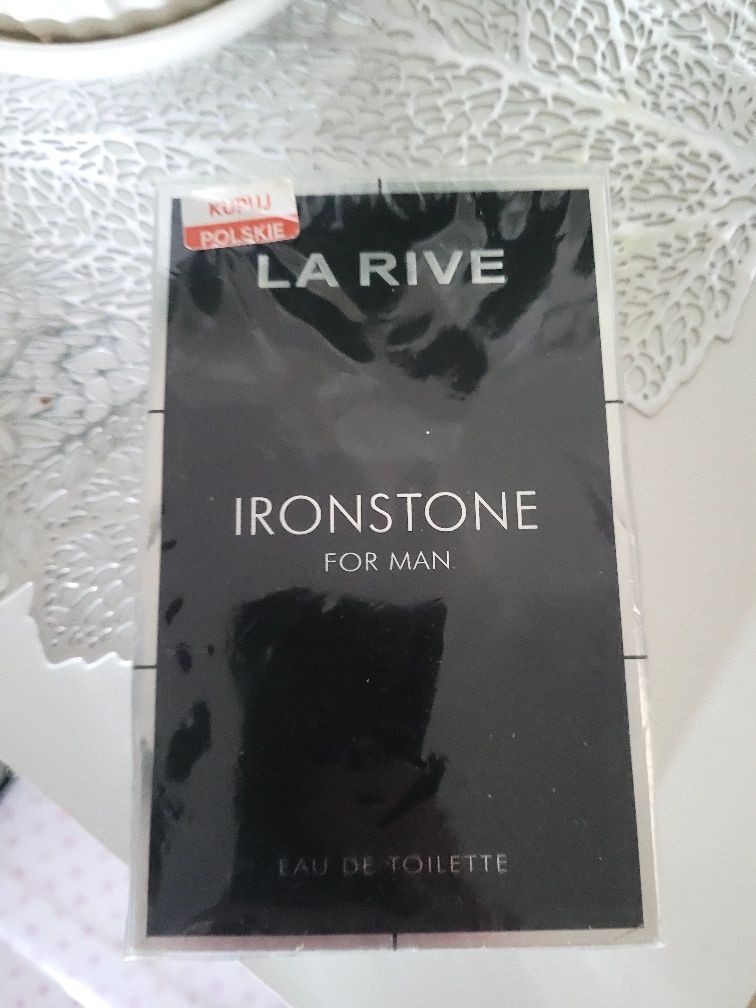 KUPUJ
POLSKIE
LA RIVE
IRONSTONE
FOR MAN
EAU DE TOILETTE